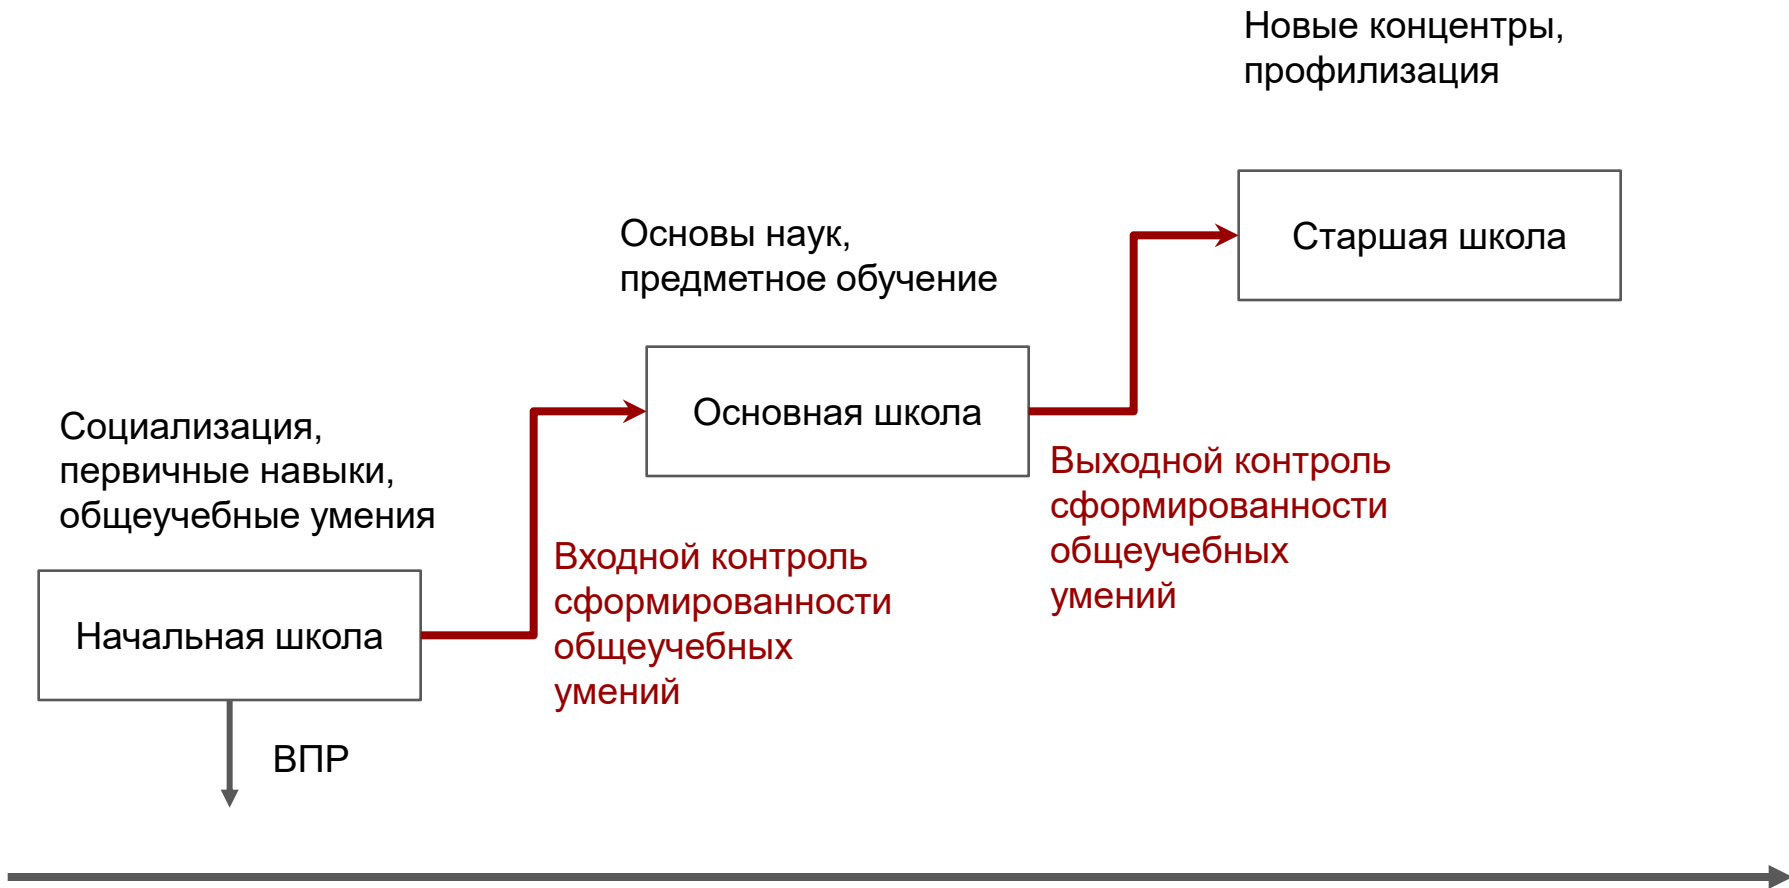 Новые концентры,
профилизация
Старшая школа
Основы наук,
предметное обучение
Основная школа
Выходной контроль
сформированности
общеучебных
умений
Социализация,
первичные навыки,
общеучебные умения
Входной контроль
сформированности
общеучебных
умений
Начальная школа
ВПР